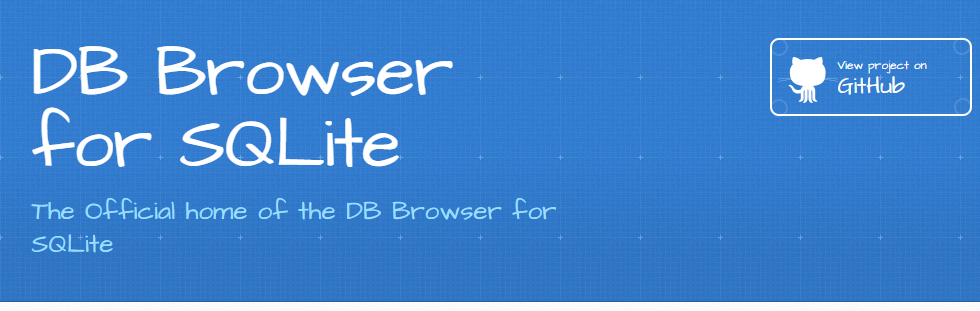 DB Browser
for SQLite
The Official home of the DB Browser for
SQLite
View project on
GitHub